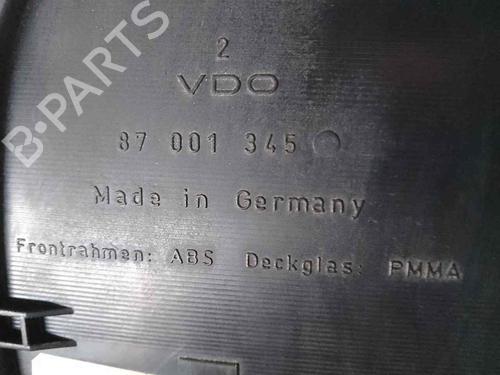 2
VDO
87 001 345
Made in Germany
Frontrahmen: ABS Deckglas: PMMA
B-PARTS